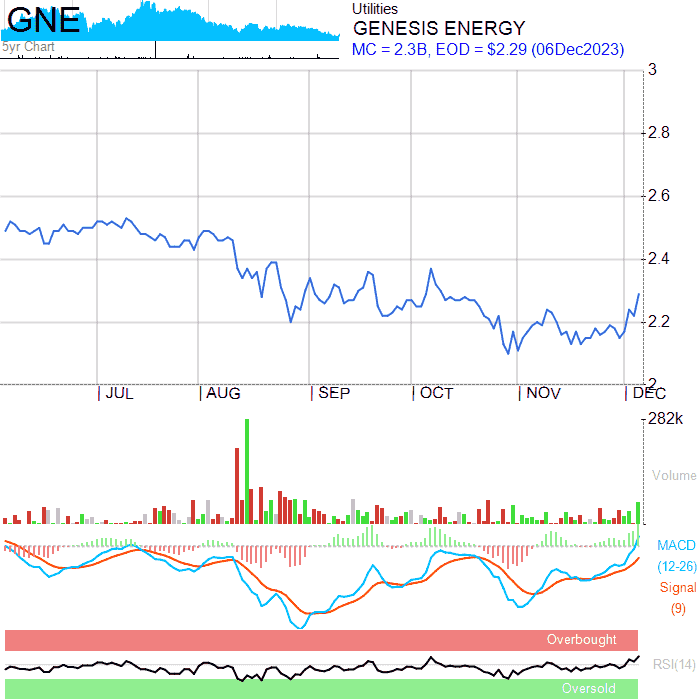 GNE
5yr Chart
Utilities
GENESIS ENERGY
MC = 2.3B, EOD = $2.29 (06Dec2023)
3
2.8
2.6
2.4
2.2
2
JUL AUG SEP OCT NOV DEC
282k
Volume
MACD
(12-26)
Signal
(9)
Overbought
RSI(14)
Oversold